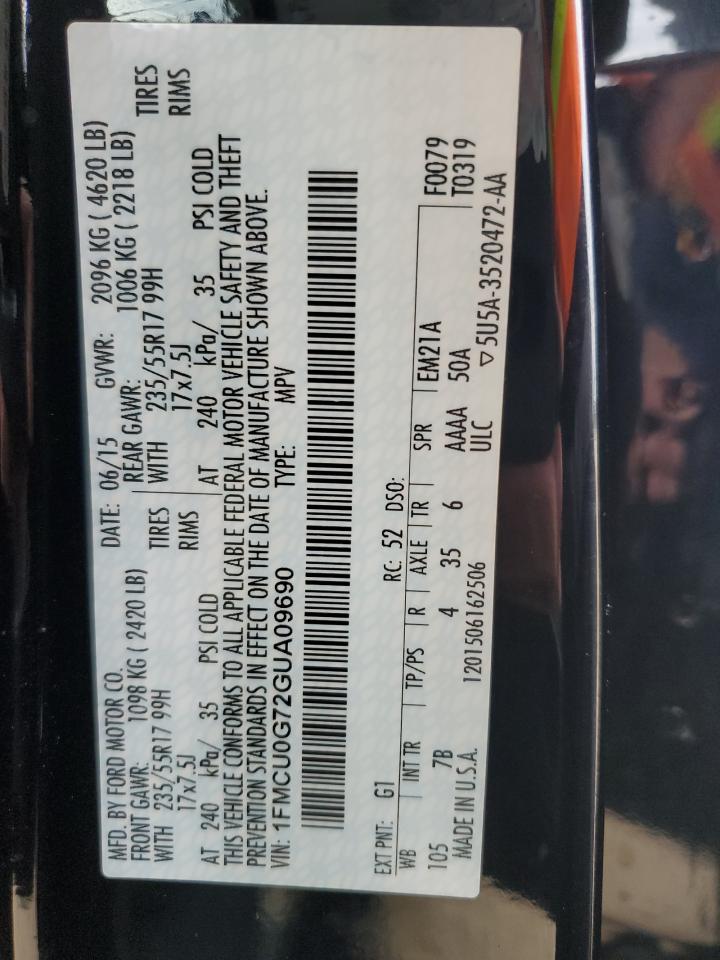 MFD. BY FORD MOTOR CO. DATE: 06/15 GVWR: 2096 KG ( 4620 LB)
FRONT GAWR: 1098 KG ( 2420 LB) REAR GAWR: 1006 KG ( 2218 LB)
WITH 235/55R17 99H TIRES WITH 235/55R17 99H TIRES
17x7.5J RIMS 17x7.5J RIMS
AT 240 kPa/ 35 PSI COLD AT 240 kPa/ 35 PSI COLD
THIS VEHICLE CONFORMS TO ALL APPLICABLE FEDERAL MOTOR VEHICLE SAFETY AND THEFT
PREVENTION STANDARDS IN EFFECT ON THE DATE OF MANUFACTURE SHOWN ABOVE.
VIN: 1FMCU0G72GUA09690 TYPE: MPV
EXT PNT: G1 RC: 52 DSO: F0079
WB INT TR TP/PS R AXLE TR SPR EM21A T0319
105 7B 4 35 6 AAAA 50A
MADE IN U.S.A. 1201506162506 ULC ▽5U5A-3520472-AA